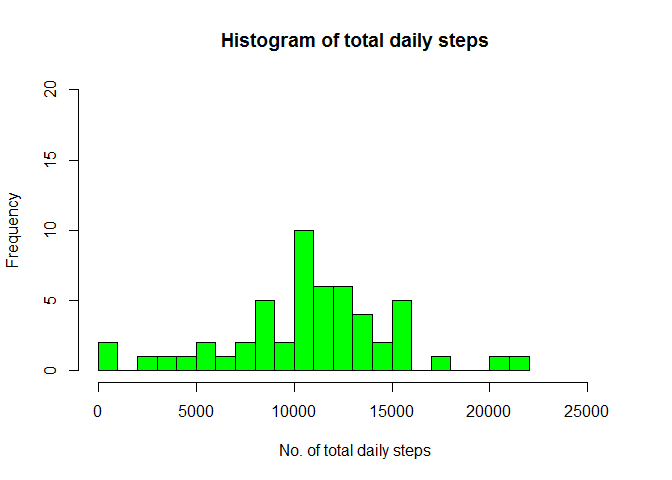 Histogram of total daily steps
Frequency
20
15
10
5
0
0 5000 10000 15000 20000 25000
No. of total daily steps